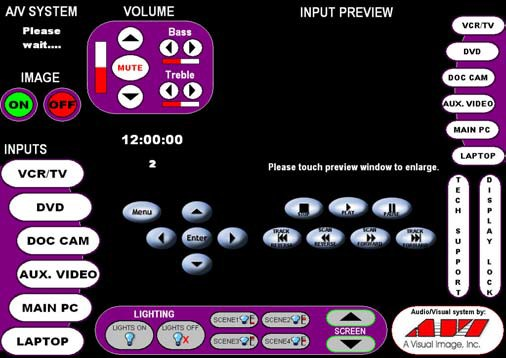 A/V SYSTEM
Please
wait....
IMAGE
ON
OFF
VOLUME
MUTE
Bass
Treble
INPUT PREVIEW
VCR/TV
DVD
DOC CAM
AUX. VIDEO
MAIN PC
LAPTOP
12:00:00
2
Please touch preview window to enlarge.
INPUTS
VCR/TV
DVD
DOC CAM
AUX. VIDEO
MAIN PC
LAPTOP
Menu
Enter
STOP
PLAY
PAUSE
TRACK
REVERSE
SCAN
REVERSE
SCAN
FORWARD
TRACK
FORWARD
TECH SUPPORT
DISPLAY LOCK
LIGHTING
LIGHTS ON
LIGHTS OFF
SCENE1
SCENE2
SCENE3
SCENE4
SCREEN
Audio/Visual system by:
AVI
A Visual Image, Inc.